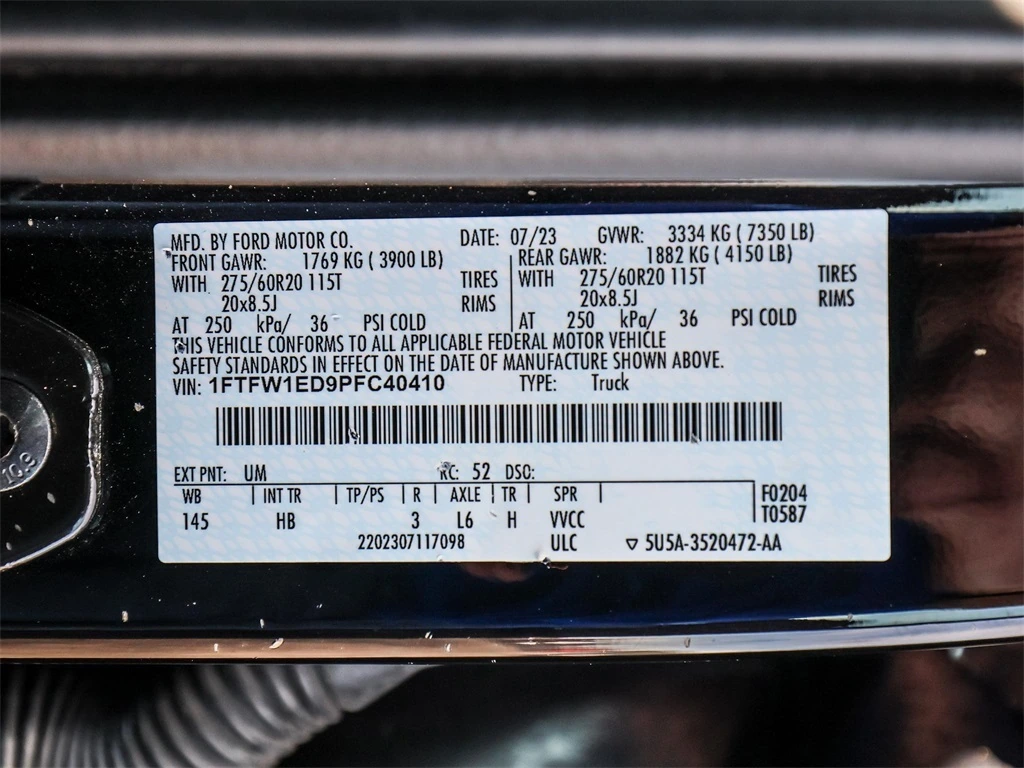 MFD. BY FORD MOTOR CO. DATE: 07/23 GVWR: 3334 KG ( 7350 LB)
FRONT GAWR: 1769 KG ( 3900 LB) REAR GAWR: 1882 KG ( 4150 LB)
WITH 275/60R20 115T TIRES WITH 275/60R20 115T TIRES
20x8.5J RIMS 20x8.5J RIMS
AT 250 kPa/ 36 PSI COLD AT 250 kPa/ 36 PSI COLD
THIS VEHICLE CONFORMS TO ALL APPLICABLE FEDERAL MOTOR VEHICLE
SAFETY STANDARDS IN EFFECT ON THE DATE OF MANUFACTURE SHOWN ABOVE.
VIN: 1FTFW1ED9PFC40410 TYPE: Truck
EXT PNT: UM RC: 52 DSO:
WB INT TR TP/PS R AXLE TR SPR F0204
145 HB 3 L6 H VVCC T0587
2202307117098 ULC ▽ 5U5A-3520472-AA
10.9